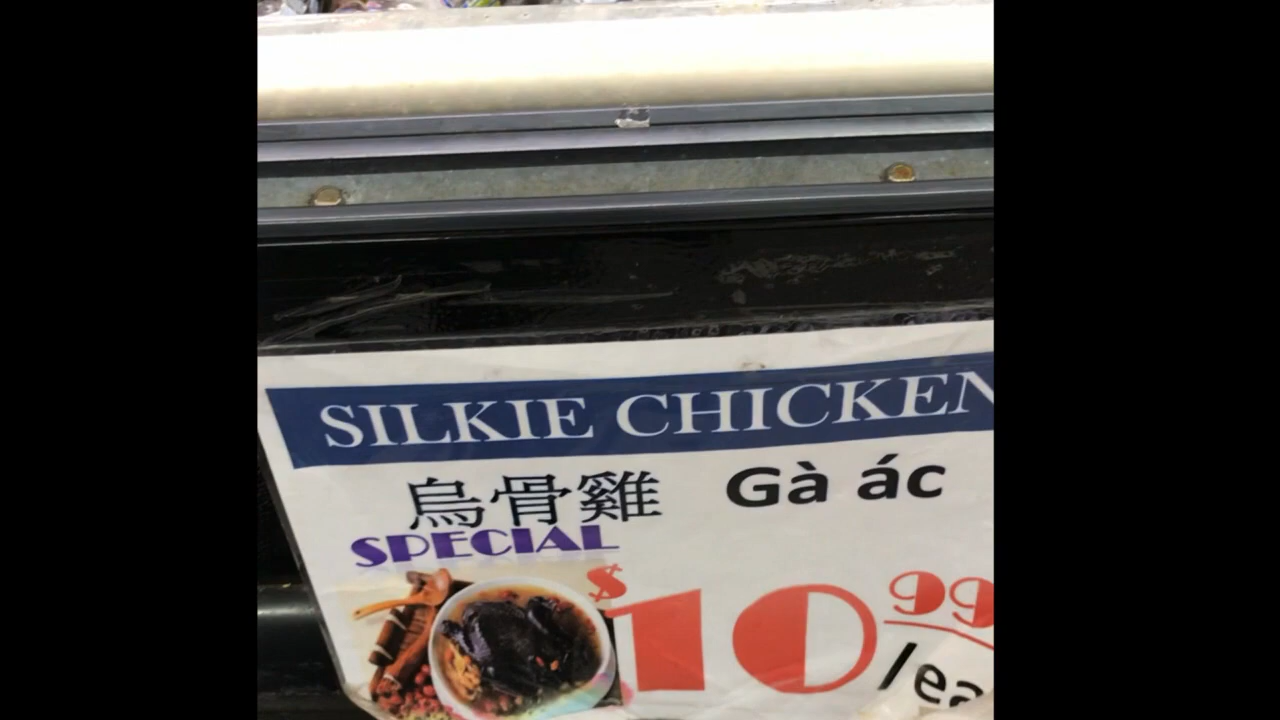 SILKIE CHICKEN
烏骨雞 Gà ác
SPECIAL
$10.99
/ea